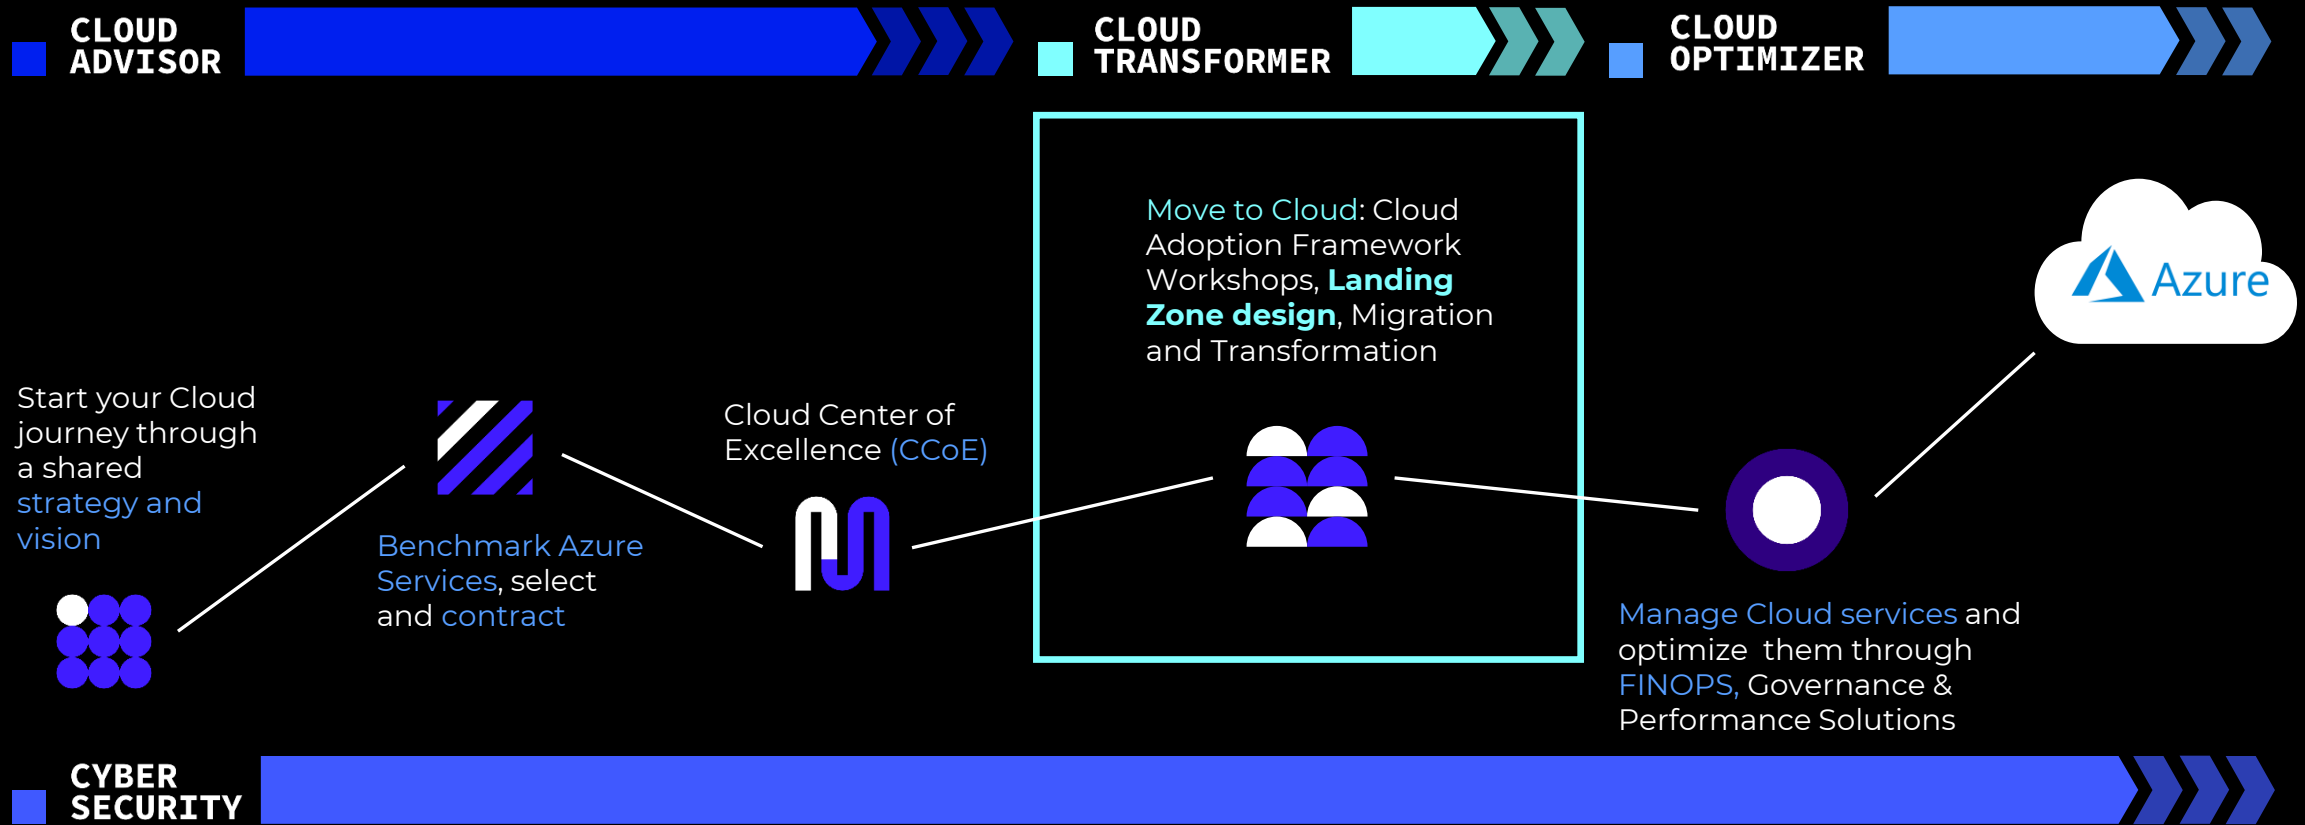 CLOUD
ADVISOR
CLOUD
TRANSFORMER
CLOUD
OPTIMIZER
Start your Cloud
journey through
a shared
strategy and
vision
Benchmark Azure
Services, select
and contract
Cloud Center of
Excellence (CCoE)
Move to Cloud: Cloud
Adoption Framework
Workshops, Landing
Zone design, Migration
and Transformation
Manage Cloud services and
optimize  them through
FINOPS, Governance &
Performance Solutions
Azure
CYBER
SECURITY